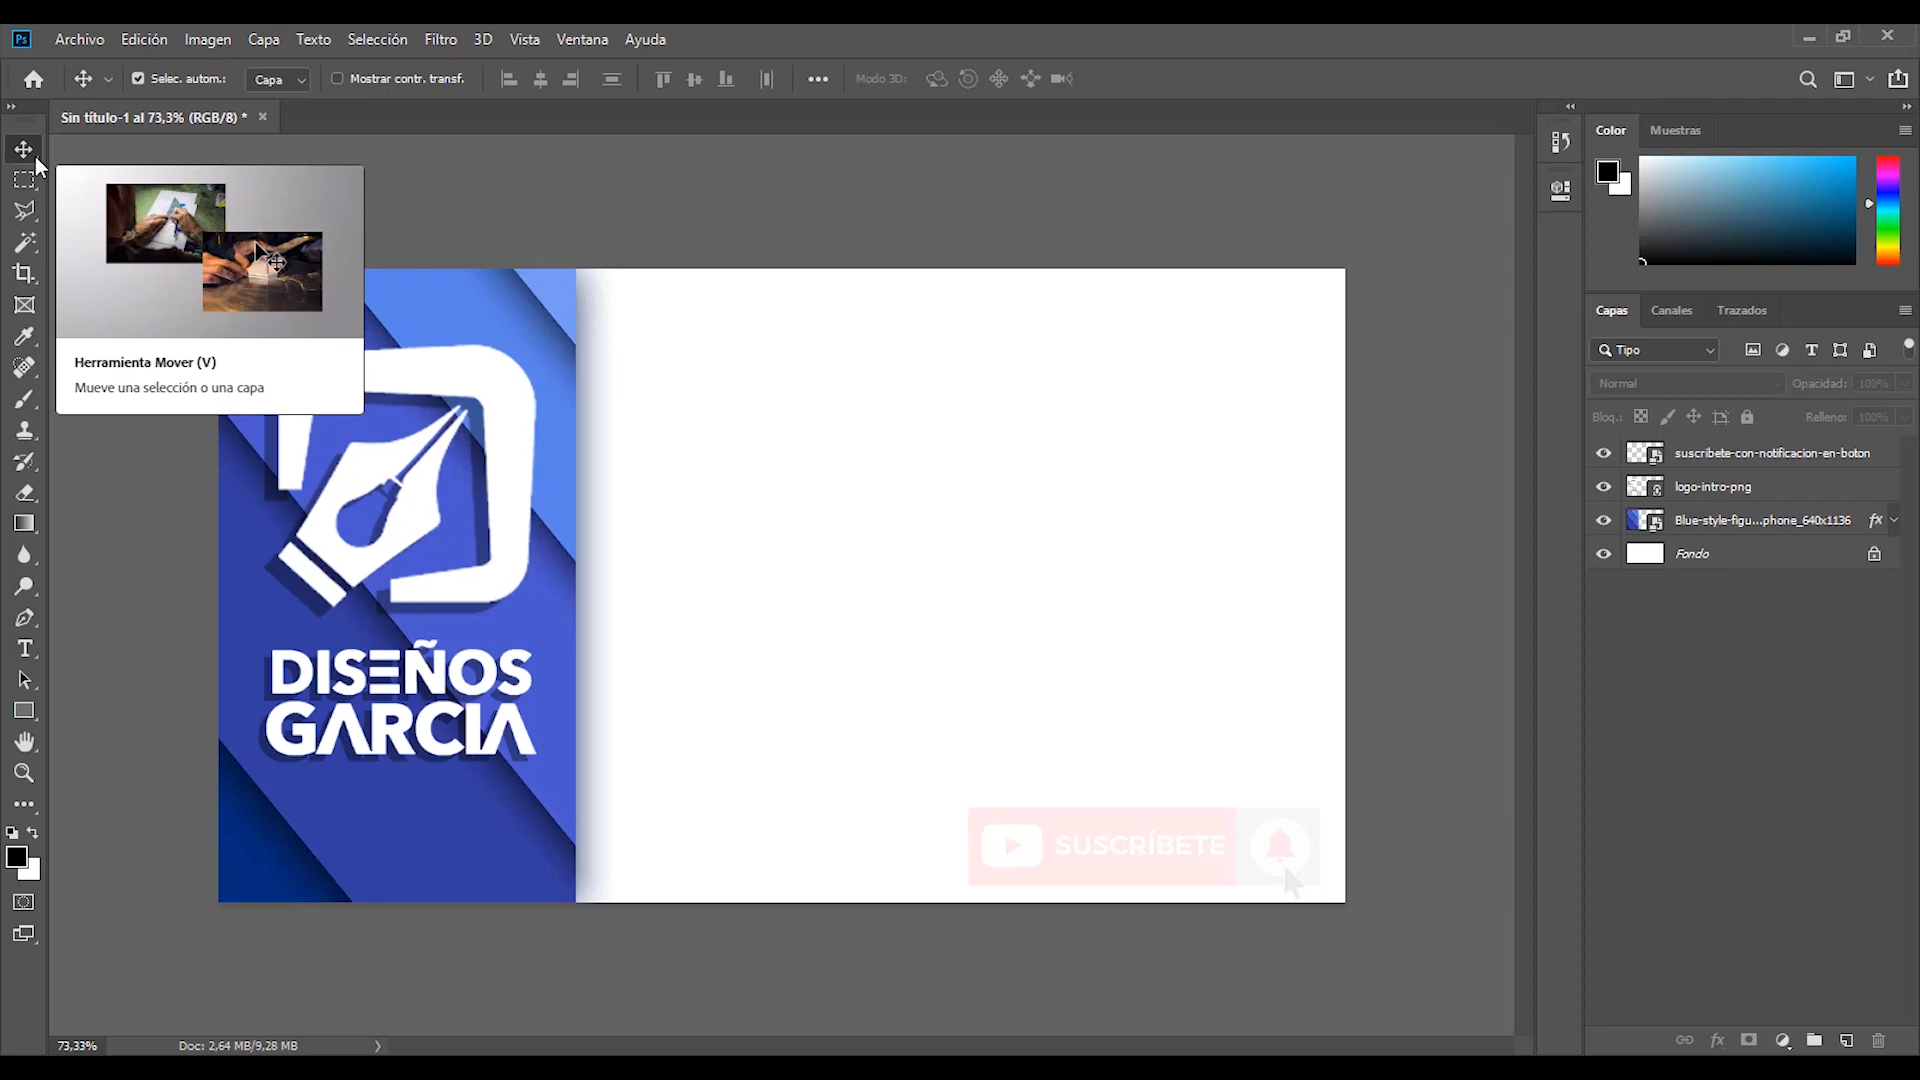 Ps
Archivo Edición Imagen Capa Texto Selección Filtro 3D Vista Ventana Ayuda
Selec. autom.: Capa Mostrar contr. transf. Modo 3D:
Sin título-1 al 73,3% (RGB/8) *
Herramienta Mover (V)
Mueve una selección o una capa
DISEÑOS
GARCIA
SUSCRÍBETE
73,33% Doc: 2,64 MB/9,28 MB
Color Muestras
Capas Canales Trazados
Tipo
Normal Opacidad: 100%
Bloq.: Relleno: 100%
suscribete-con-notificacion-en-boton
logo-intro-png
Blue-style-figu...phone_640x1136 fx
Fondo
fx